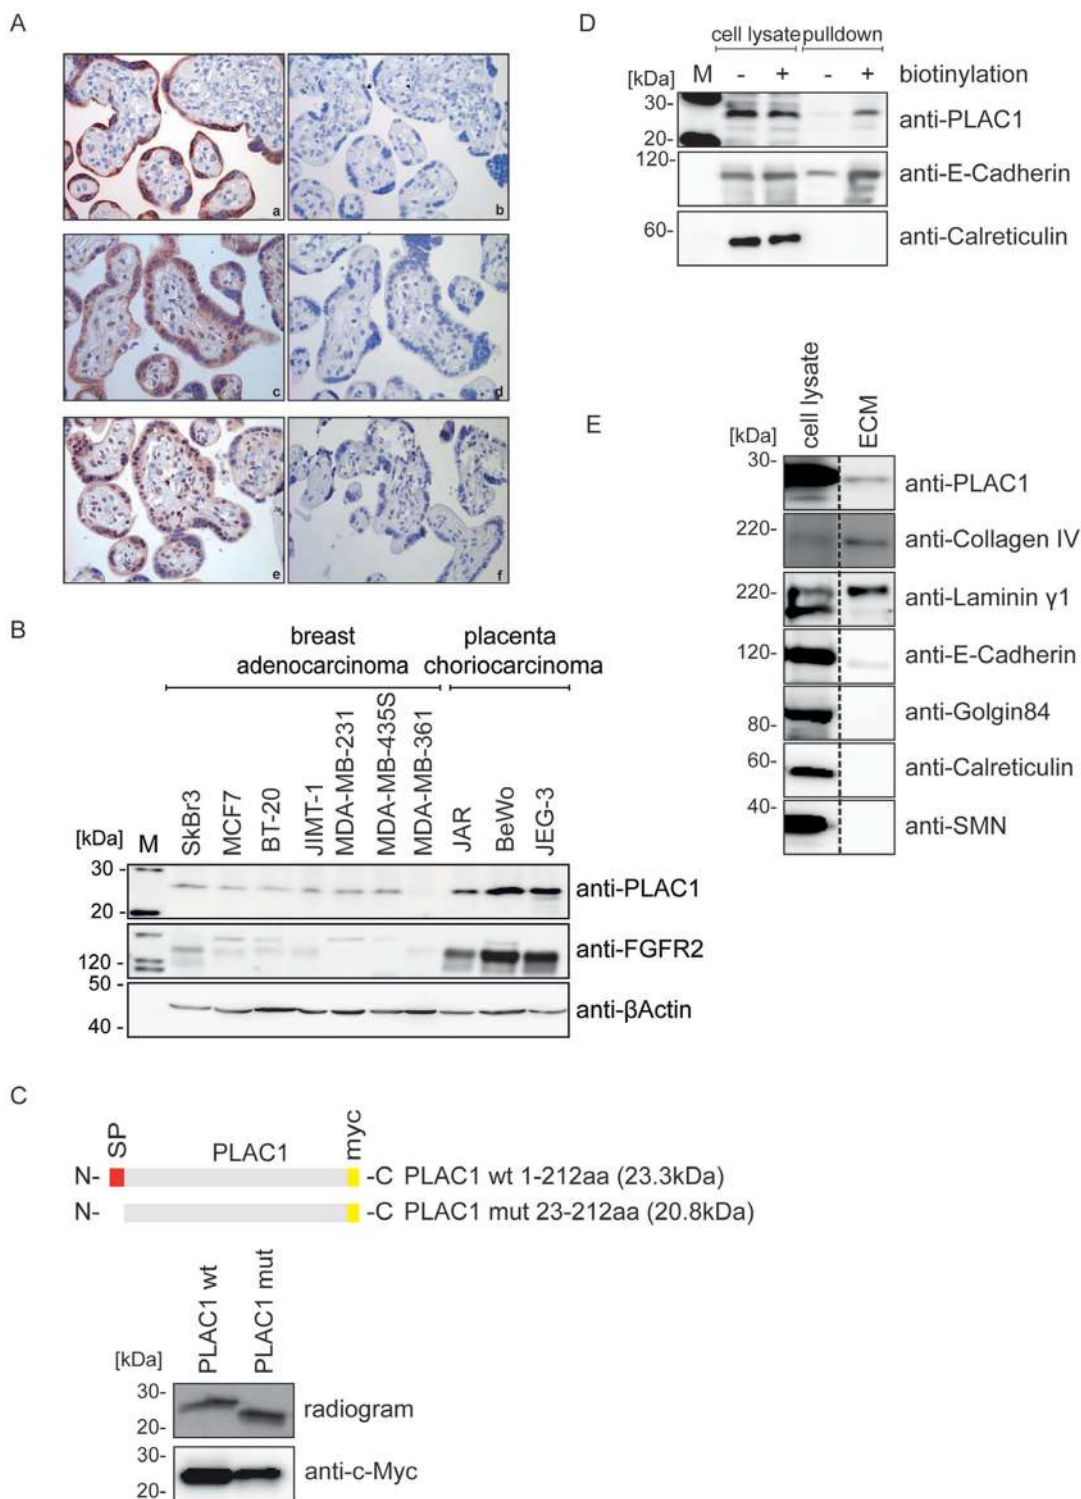 A
a
b
c
d
e
f
B
breast
adenocarcinoma
placenta
choriocarcinoma
[kDa] M SkBr3 MCF7 BT-20 JIMT-1 MDA-MB-231 MDA-MB-435S MDA-MB-361 JAR BeWo JEG-3
30 -
20 -
anti-PLAC1
120 -
anti-FGFR2
50 -
40 -
anti-βActin
C
SP PLAC1 myc
N- -C PLAC1 wt 1-212aa (23.3kDa)
N- -C PLAC1 mut 23-212aa (20.8kDa)
[kDa] PLAC1 wt PLAC1 mut
30-
20-
radiogram
30-
20-
anti-c-Myc
D
cell lysate pulldown
[kDa] M - + - + biotinylation
30-
20-
anti-PLAC1
120-
anti-E-Cadherin
60-
anti-Calreticulin
E
[kDa] cell lysate ECM
30-
anti-PLAC1
220-
anti-Collagen IV
220-
anti-Laminin γ1
120-
anti-E-Cadherin
80-
anti-Golgin84
60-
anti-Calreticulin
40-
anti-SMN